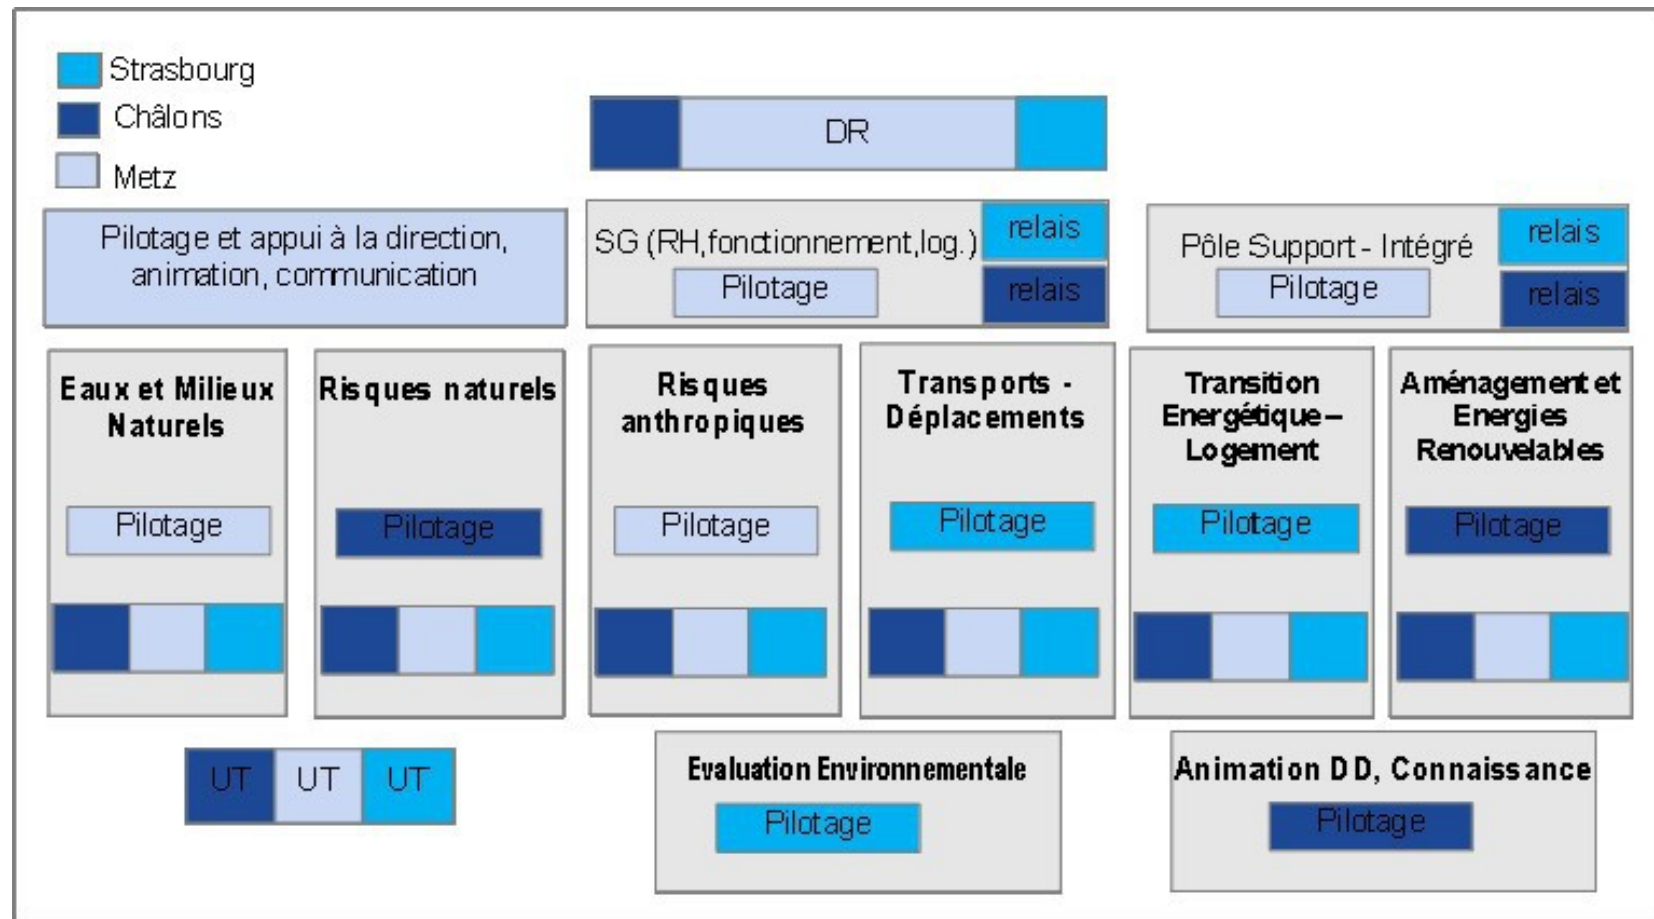 Strasbourg
Châlons
Metz
DR
Pilotage et appui à la direction,
animation, communication
SG (RH,fonctionnement,log.)
Pilotage
relais
relais
Pôle Support - Intégré
Pilotage
relais
relais
Eaux et Milieux
Naturels
Pilotage
Risques naturels
Pilotage
Risques
anthropiques
Pilotage
Transports -
Déplacements
Pilotage
Transition
Energétique –
Logement
Pilotage
Aménagement et
Energies
Renouvelables
Pilotage
UT
UT
UT
Evaluation Environnementale
Pilotage
Animation DD, Connaissance
Pilotage